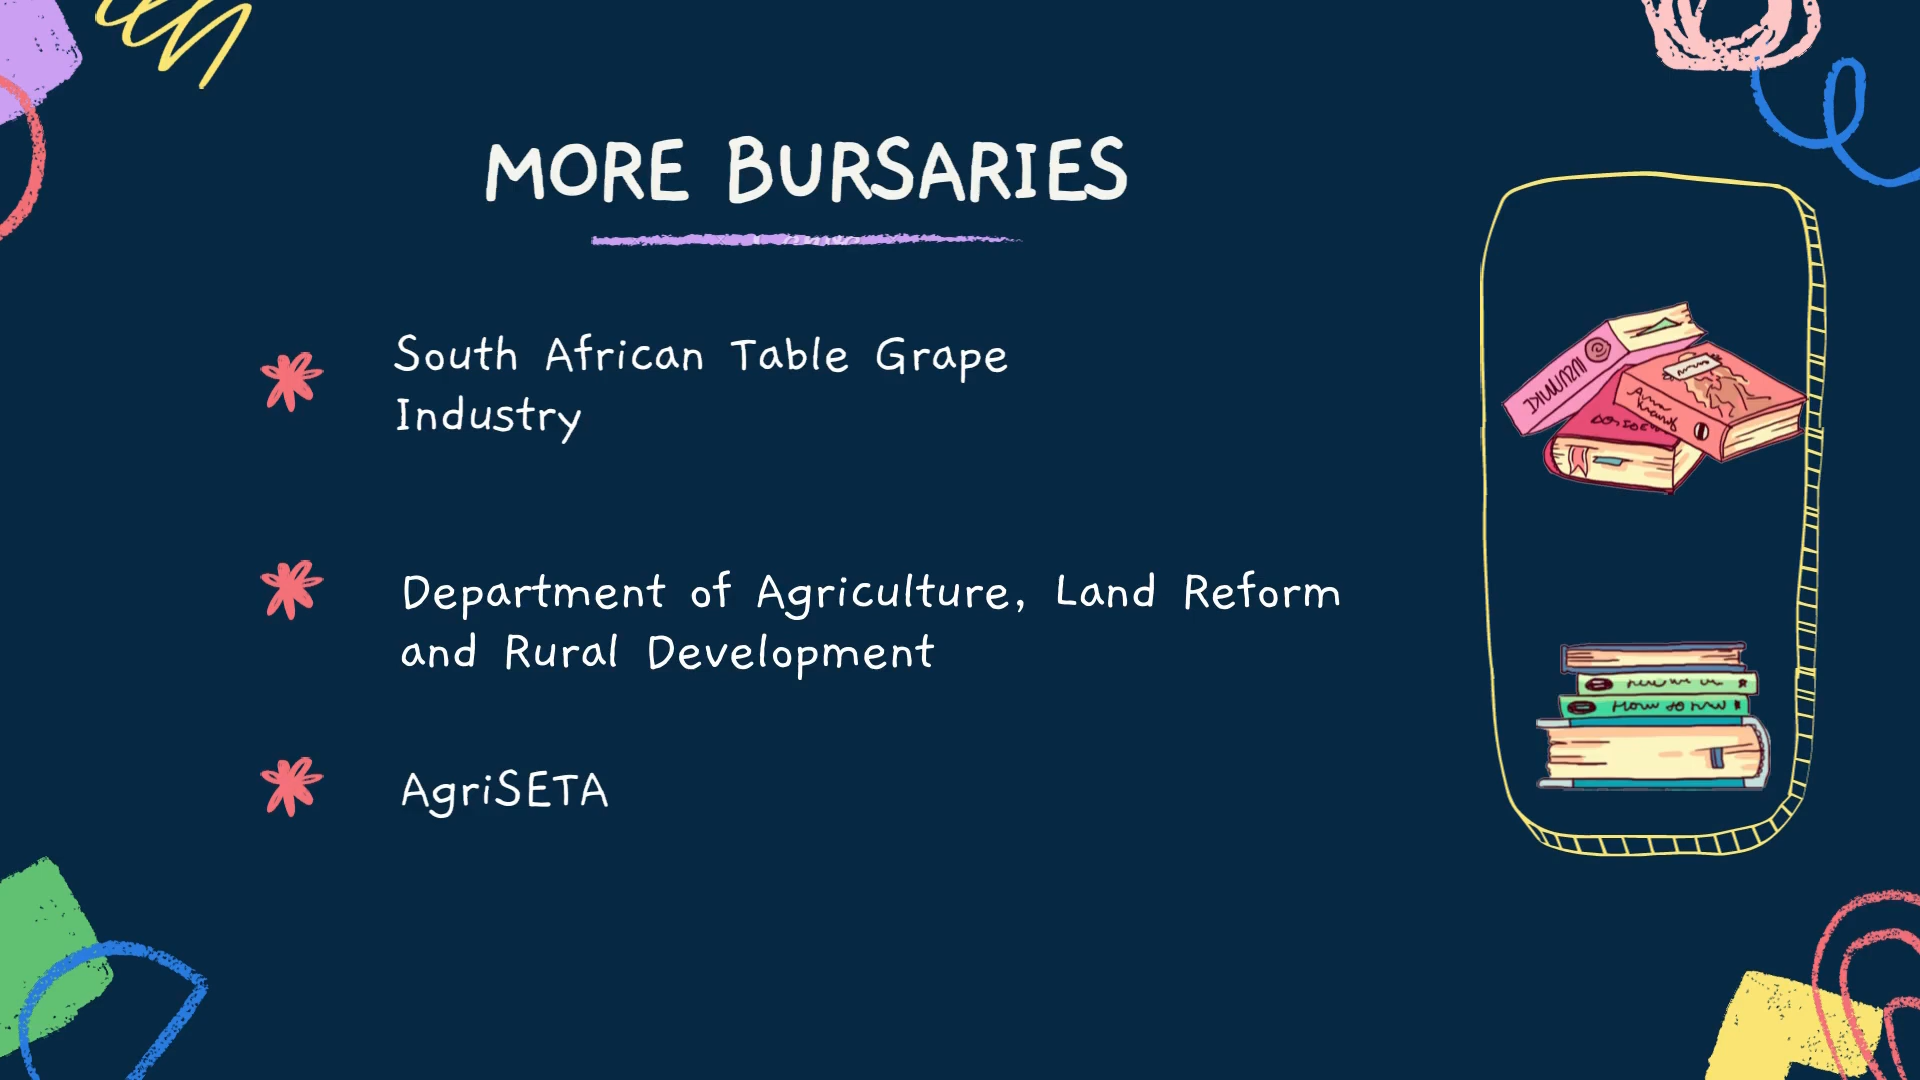 MORE BURSARIES
South African Table Grape
Industry
Department of Agriculture, Land Reform
and Rural Development
AgriSETA